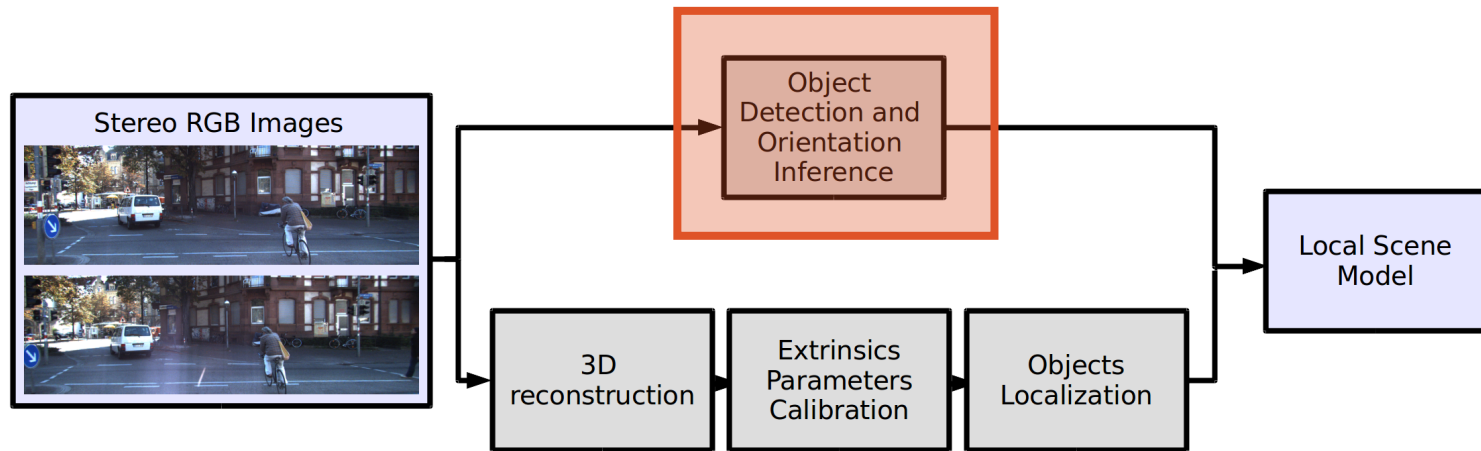 Stereo RGB Images
Object
Detection and
Orientation
Inference
3D
reconstruction
Extrinsics
Parameters
Calibration
Objects
Localization
Local Scene
Model